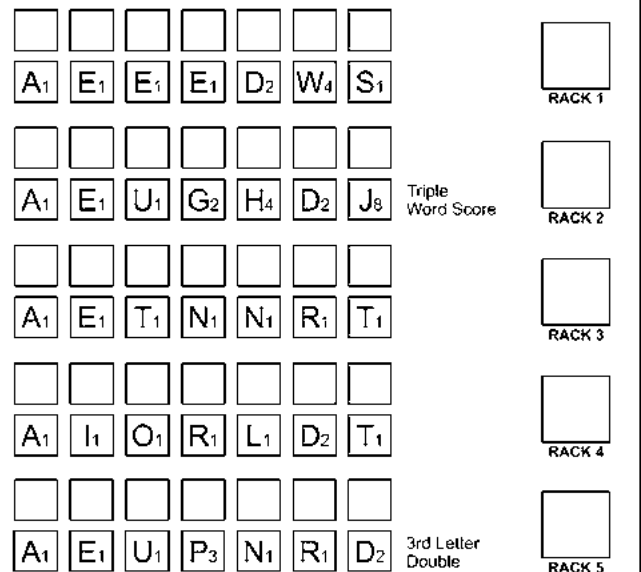 A1 E1 E1 E1 D2 W4 S1
RACK 1
A1 E1 U1 G2 H4 D2 J8
Triple
Word Score
RACK 2
A1 E1 T1 N1 N1 R1 T1
RACK 3
A1 I1 O1 R1 L1 D2 T1
RACK 4
A1 E1 U1 P3 N1 R1 D2
3rd Letter
Double
RACK 5